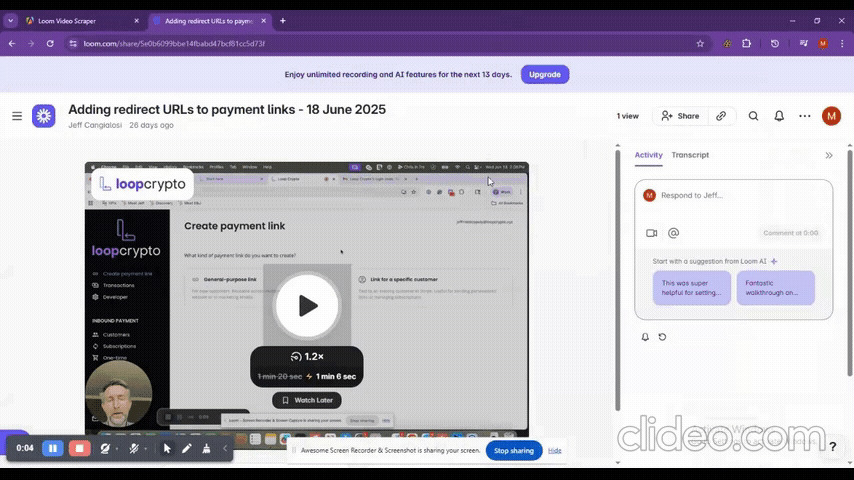 Loom Video Scraper
Adding redirect URLs to payme
loom.com/share/5e0b6099bbe14fbabd47bcf81cc5d73f
Enjoy unlimited recording and AI features for the next 13 days.
Upgrade
Adding redirect URLs to payment links - 18 June 2025
Jeff Cangialosi 26 days ago
1 view
Share
M
loopcrypto
Create payment link
What kind of payment link do you want to create?
General-purpose link
Link for a specific customer
loopcrypto
Create payment link
Transactions
Developer
INBOUND PAYMENT
Customers
Subscriptions
One-time
1.2×
1 min 20 sec 1 min 6 sec
Watch Later
Activity
Transcript
M
Respond to Jeff...
Comment at 0:00
Start with a suggestion from Loom AI
This was super
helpful for setting...
Fantastic
walkthrough on...
0:04
Awesome Screen Recorder & Screenshot is sharing your screen.
Stop sharing
Hide
clideo.com